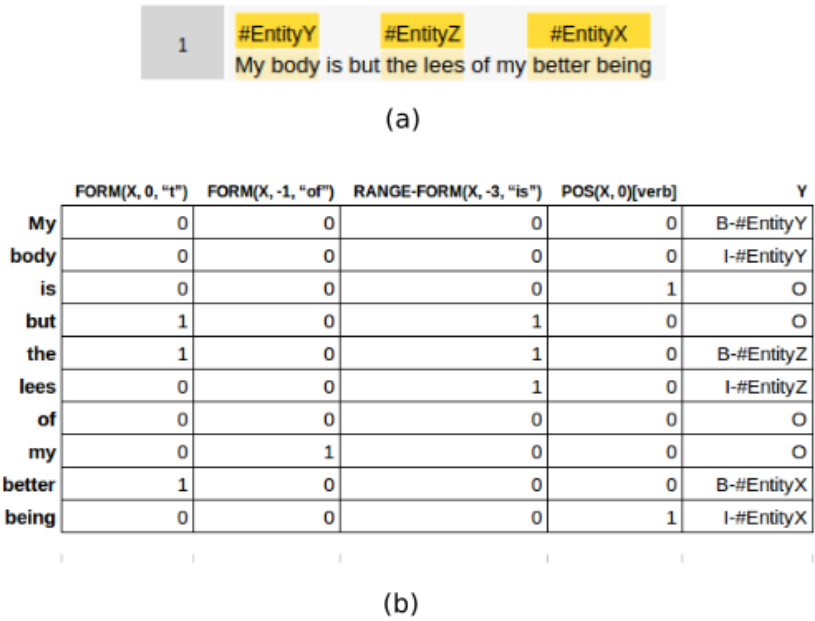 #EntityY #EntityZ #EntityX
1 My body is but the lees of my better being
(a)
FORM(X, 0, “t”) FORM(X, -1, “of”) RANGE-FORM(X, -3, “is”) POS(X, 0)[verb] Y
My 0 0 0 0 B-#EntityY
body 0 0 0 0 I-#EntityY
is 0 0 0 1 O
but 1 0 1 0 O
the 1 0 1 0 B-#EntityZ
lees 0 0 1 0 I-#EntityZ
of 0 0 0 0 O
my 0 1 0 0 O
better 1 0 0 0 B-#EntityX
being 0 0 0 1 I-#EntityX
(b)